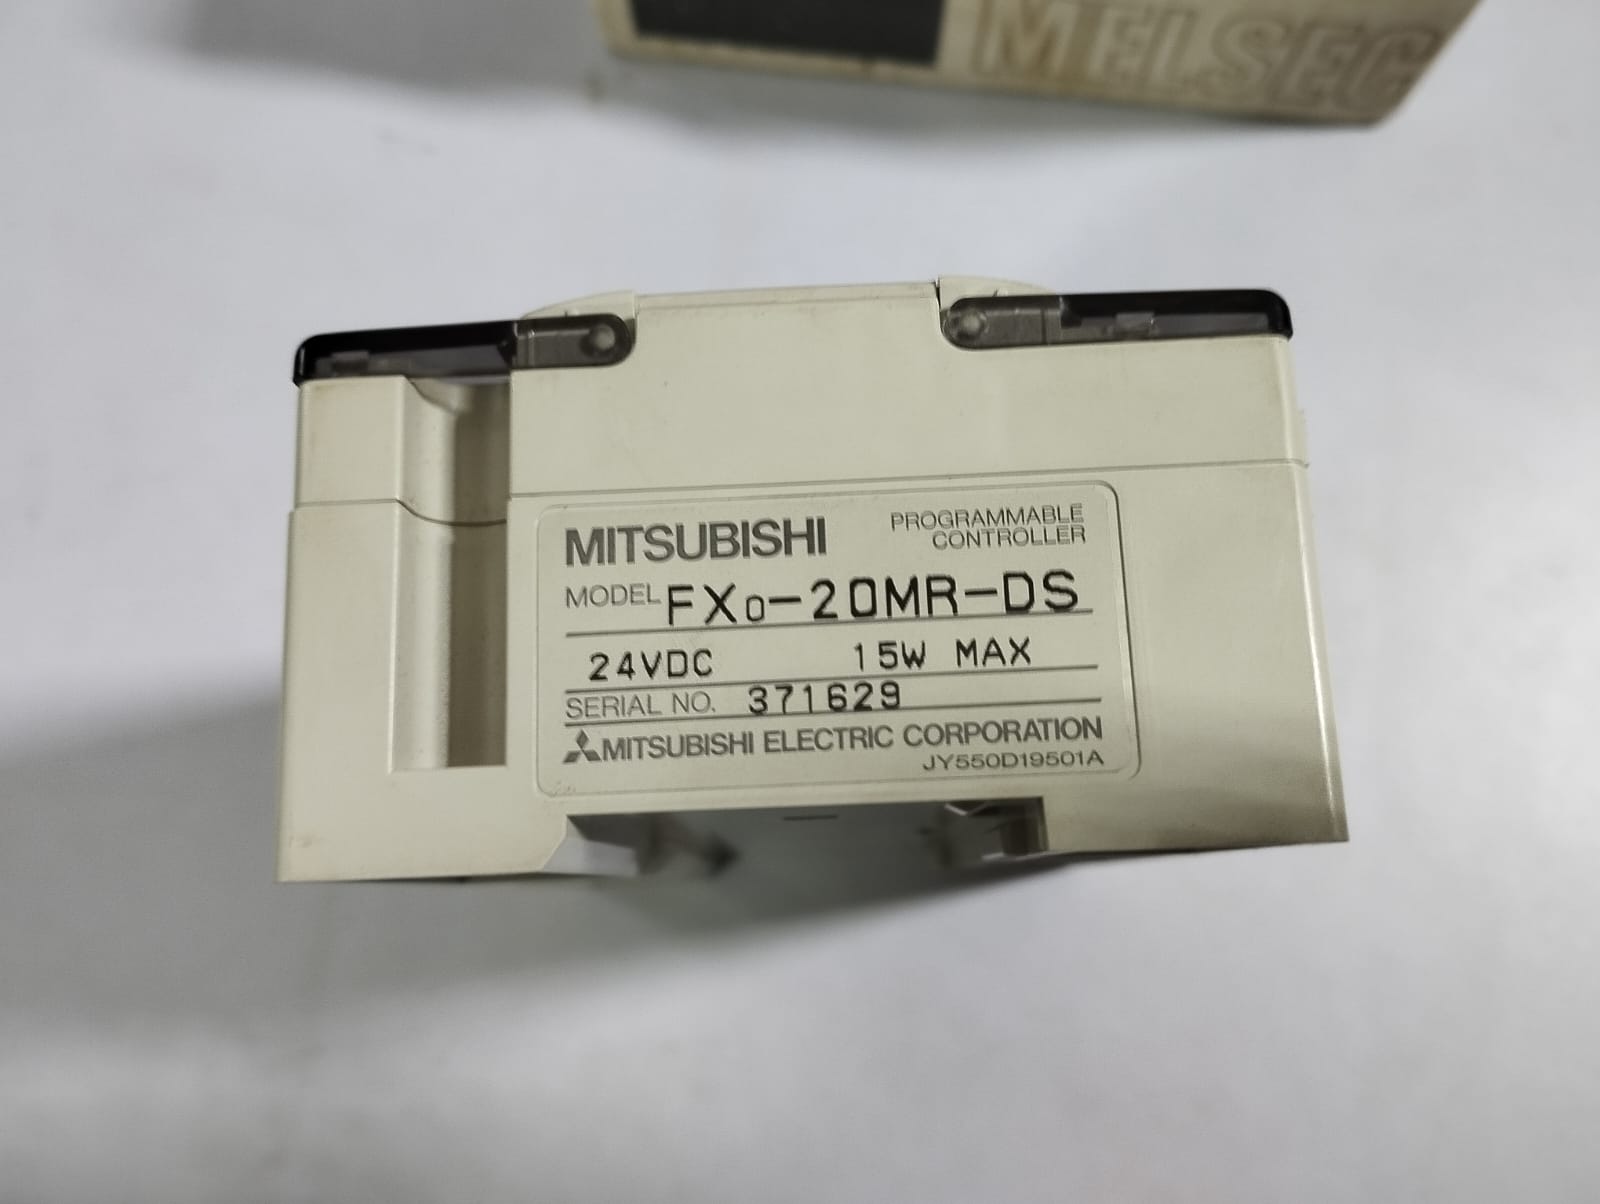 MELSEC
MITSUBISHI
PROGRAMMABLE
CONTROLLER
MODEL FX0-20MR-DS
24VDC 15W MAX
SERIAL NO. 371629
MITSUBISHI ELECTRIC CORPORATION
JY550D19501A